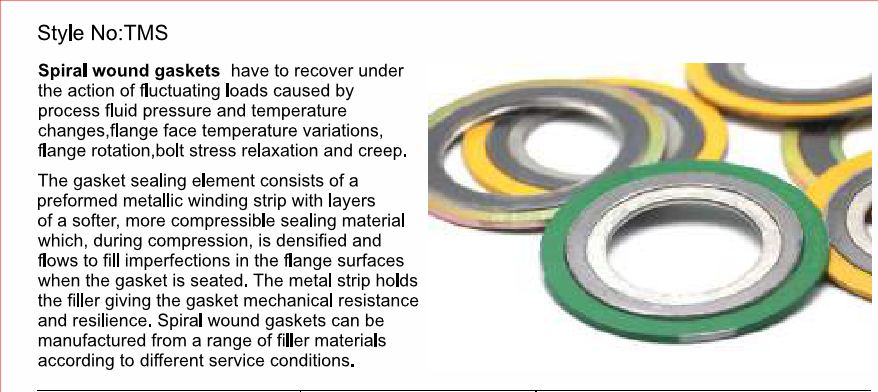 Style No:TMS
Spiral wound gaskets have to recover under
the action of fluctuating loads caused by
process fluid pressure and temperature
changes,flange face temperature variations,
flange rotation,bolt stress relaxation and creep.
The gasket sealing element consists of a
preformed metallic winding strip with layers
of a softer, more compressible sealing material
which, during compression, is densified and
flows to fill imperfections in the flange surfaces
when the gasket is seated. The metal strip holds
the filler giving the gasket mechanical resistance
and resilience. Spiral wound gaskets can be
manufactured from a range of filler materials
according to different service conditions.